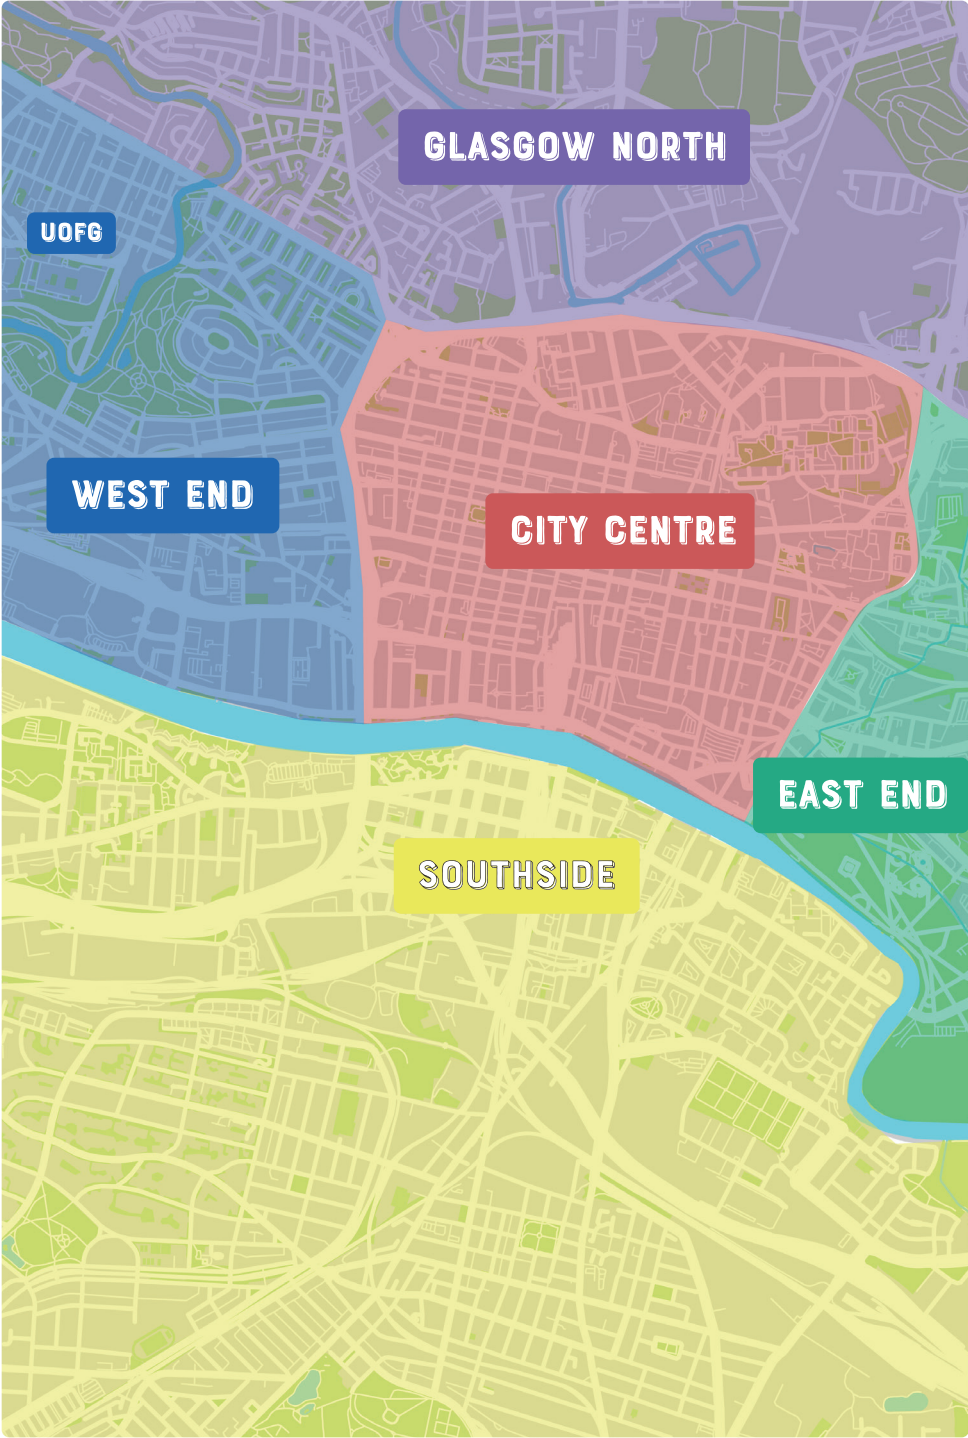 GLASGOW NORTH
UOFG
WEST END
CITY CENTRE
EAST END
SOUTHSIDE